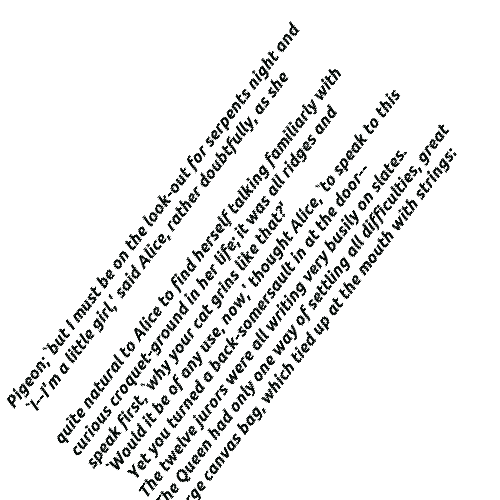 Pigeon; `but I must be on the look-out for serpents night and
`I--I'm a little girl,' said Alice, rather doubtfully, as she
quite natural to Alice to find herself talking familiarly with
curious croquet-ground in her life; it was all ridges and
speak first, `why your cat grins like that?'
`Would it be of any use, now,' thought Alice, `to speak to this
Yet you turned a back-somersault in at the door--
The twelve jurors were all writing very busily on slates.
The Queen had only one way of settling all difficulties, great
canvas bag, which tied up at the mouth with strings: